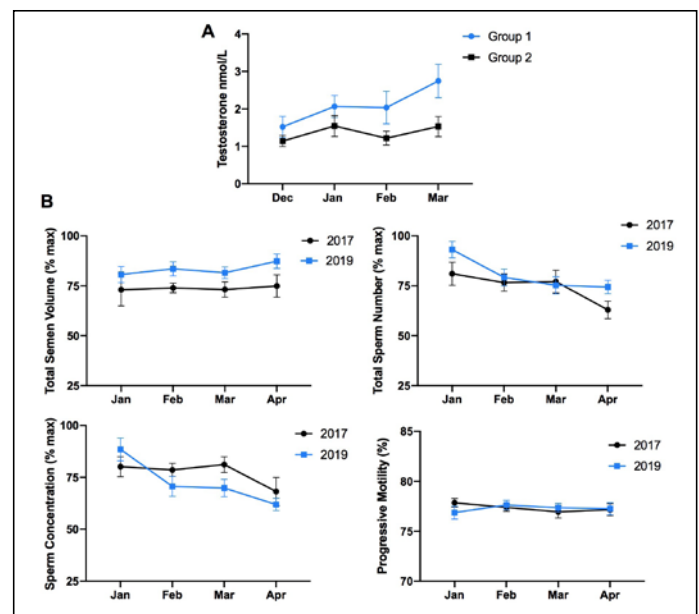 A
Group 1
Group 2
Testosterone nmol/L
4
3
2
1
0
Dec Jan Feb Mar
B
Total Semen Volume (% max)
100
75
50
25
2017
2019
Jan Feb Mar Apr
Total Sperm Number (% max)
100
75
50
25
2017
2019
Jan Feb Mar Apr
Sperm Concentration (% max)
100
75
50
25
2017
2019
Jan Feb Mar Apr
Progressive Motility (%)
85
80
75
70
2017
2019
Jan Feb Mar Apr